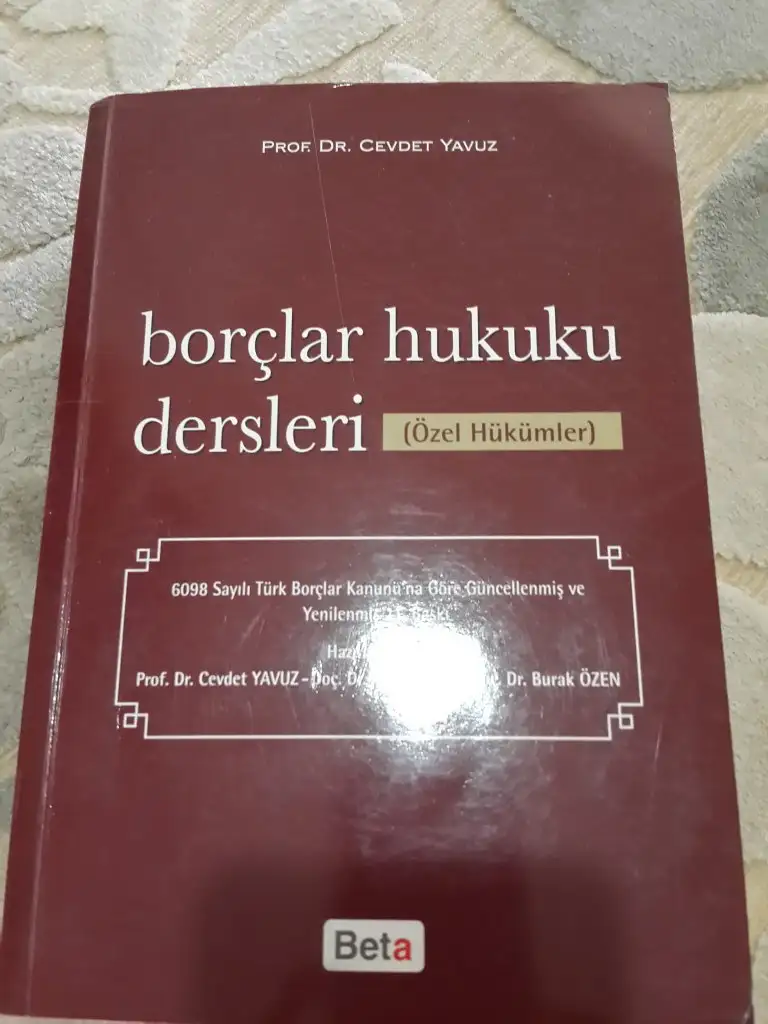 PROF. DR. CEVDET YAVUZ
borçlar hukuku
dersleri (Özel Hükümler)
6098 Sayılı Türk Borçlar Kanunu'na Göre Güncellenmiş ve
Prof. Dr. Cevdet YAVUZ - Doç. Dr. Burak ÖZEN
Beta